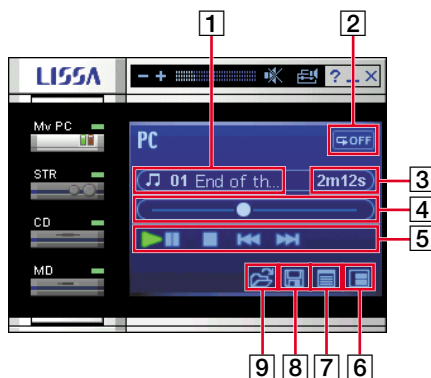 1
2
LISSA
- + ? _ ×
My PC
PC
OFF
STR
♫ 01 End of th...
2m12s
3
4
CD
5
MD
9
8
7
6